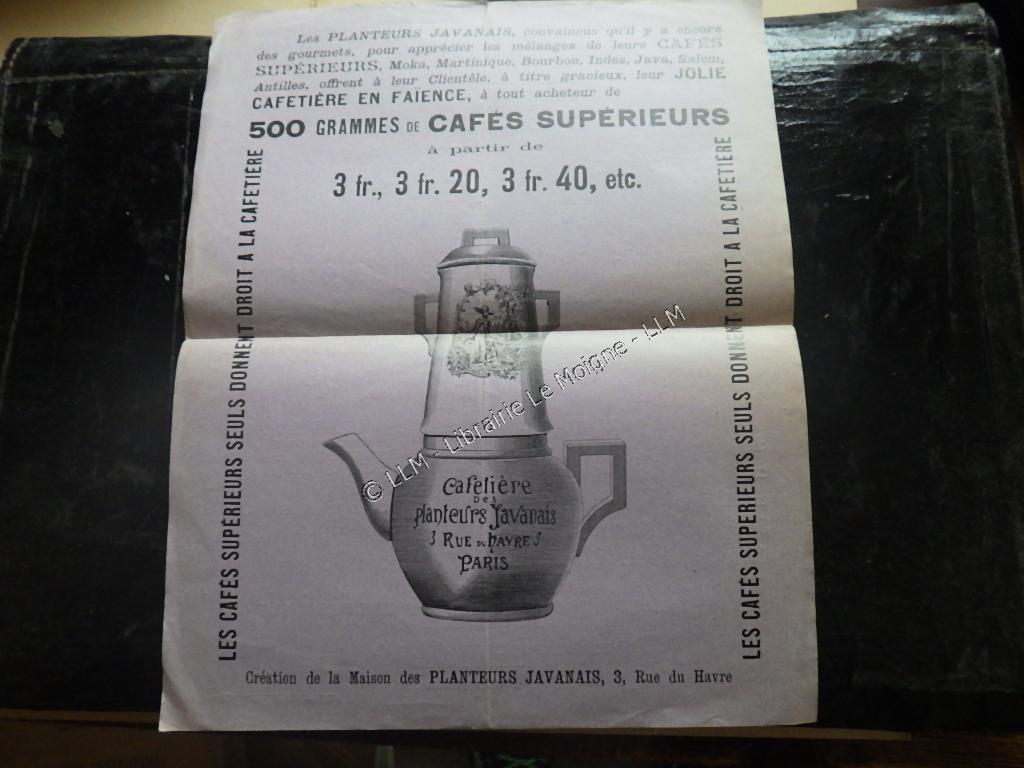 Les PLANTEURS JAVANAIS, convaincus qu'il y a encore
des gourmets, pour apprécier les mélanges de leurs CAFÉS
SUPÉRIEURS, Moka, Martinique, Bourbon, Indes, Java, Salem,
Antilles, offrent à leur Clientèle, à titre gracieux, leur JOLIE
CAFETIÈRE EN FAÏENCE, à tout acheteur de
500 GRAMMES DE CAFÉS SUPÉRIEURS
à partir de
3 fr., 3 fr. 20, 3 fr. 40, etc.
LES CAFÉS SUPÉRIEURS SEULS DONNENT DROIT A LA CAFETIÈRE
LES CAFÉS SUPÉRIEURS SEULS DONNENT DROIT A LA CAFETIÈRE
© LLM - Librairie Le Moigne - LLM
Cafetière
DES
Planteurs Javanais
3 RUE DU HAVRE 3
PARIS
Création de la Maison des PLANTEURS JAVANAIS, 3, Rue du Havre